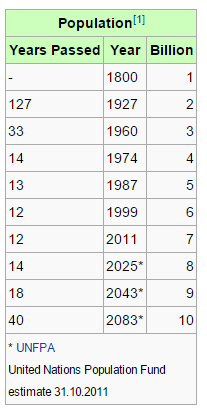 Population[1]
Years Passed Year Billion
- 1800 1
127 1927 2
33 1960 3
14 1974 4
13 1987 5
12 1999 6
12 2011 7
14 2025* 8
18 2043* 9
40 2083* 10
* UNFPA
United Nations Population Fund
estimate 31.10.2011